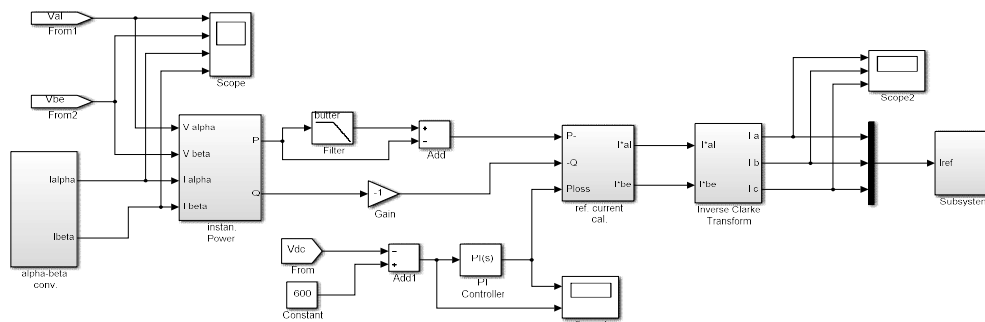 Val
From1
Vbe
From2
Scope
V alpha
V beta
I alpha
I beta
P
Q
instan.
Power
Ialpha
Ibeta
alpha-beta
conv.
butter
Filter
+
−
Add
-1
Gain
Vdc
From
600
Constant
−
+
Add1
PI(s)
PI
Controller
P-
-Q
Ploss
I*al
I*be
ref. current
cal.
I*al
I*be
I a
I b
I c
Inverse Clarke
Transform
Scope2
Iref
Subsystem